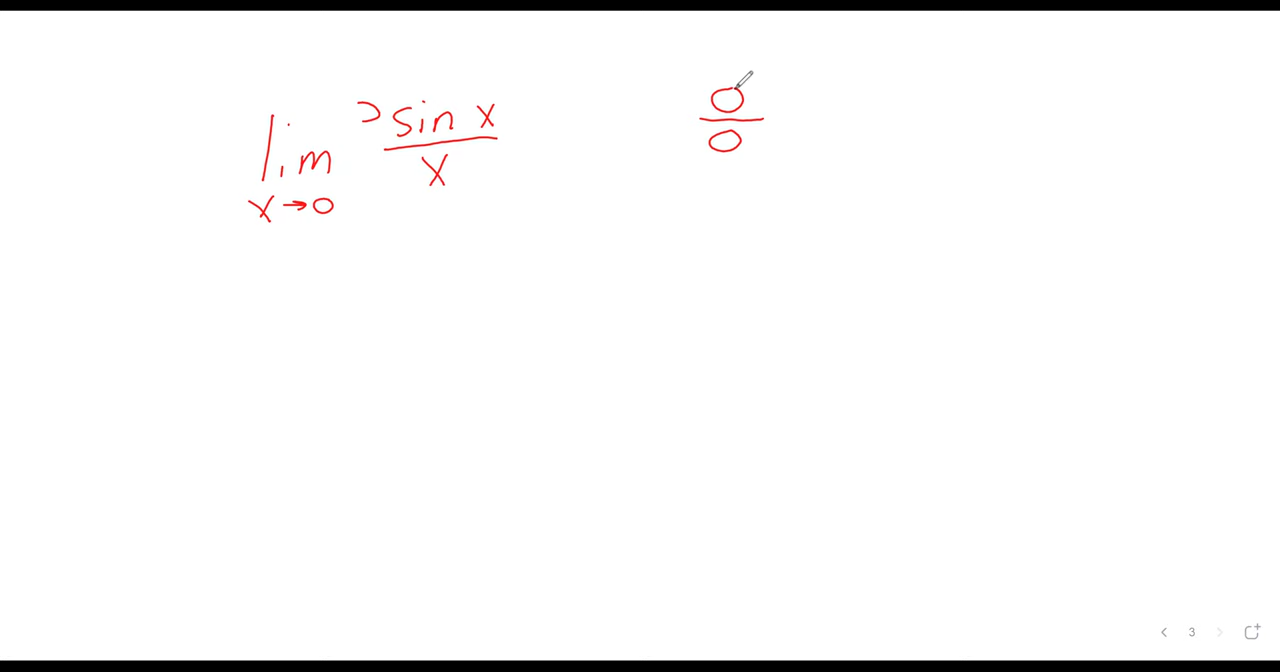 lim sin x / x
x → 0
0 / 0
3